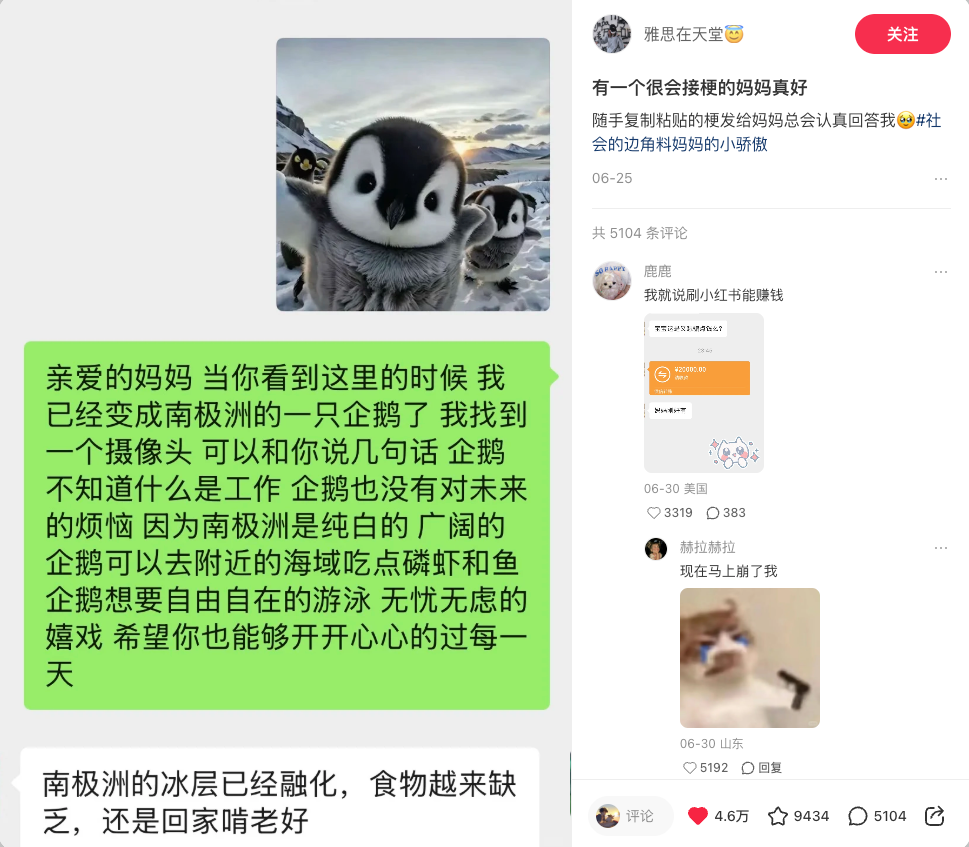 亲爱的妈妈 当你看到这里的时候 我
已经变成南极洲的一只企鹅了 我找到
一个摄像头 可以和你说几句话 企鹅
不知道什么是工作 企鹅也没有对未来
的烦恼 因为南极洲是纯白的 广阔的
企鹅可以去附近的海域吃点磷虾和鱼
企鹅想要自由自在的游泳 无忧无虑的
嬉戏 希望你也能够开开心心的过每一
天
南极洲的冰层已经融化，食物越来缺
乏，还是回家啃老好
雅思在天堂😇
关注
有一个很会接梗的妈妈真好
随手复制粘贴的梗发给妈妈总会认真回答我🥹#社
会的边角料妈妈的小骄傲
06-25
共 5104 条评论
鹿鹿
我就说刷小红书能赚钱
¥20000.00
06-30 美国
3319 383
赫拉赫拉
现在马上崩了我
06-30 山东
5192 回复
评论 4.6万 9434 5104